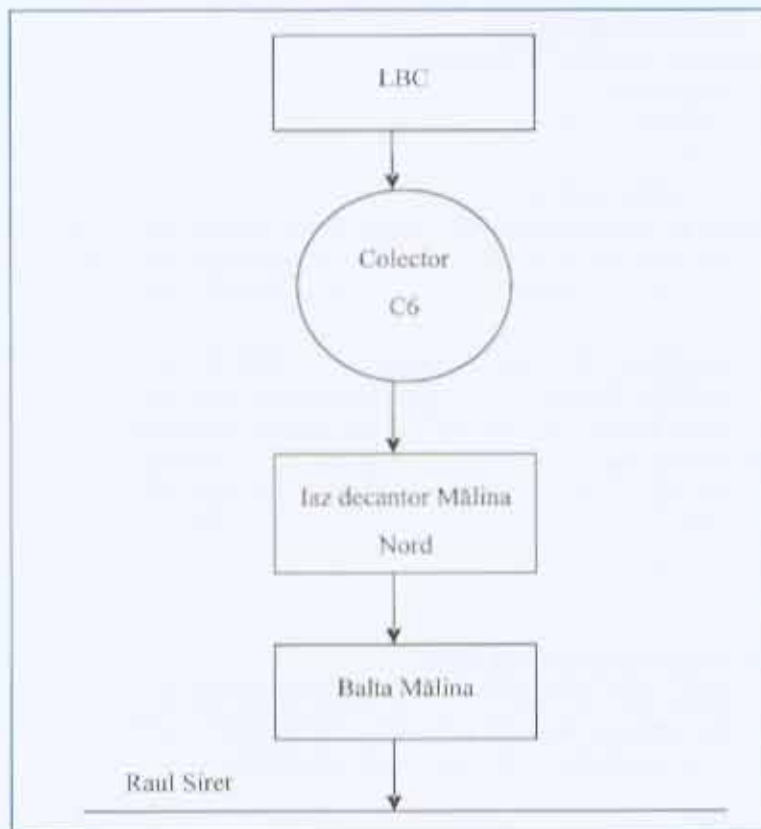 LBC
Colector
C6
Iaz decantor Mălina
Nord
Balta Mălina
Raul Siret